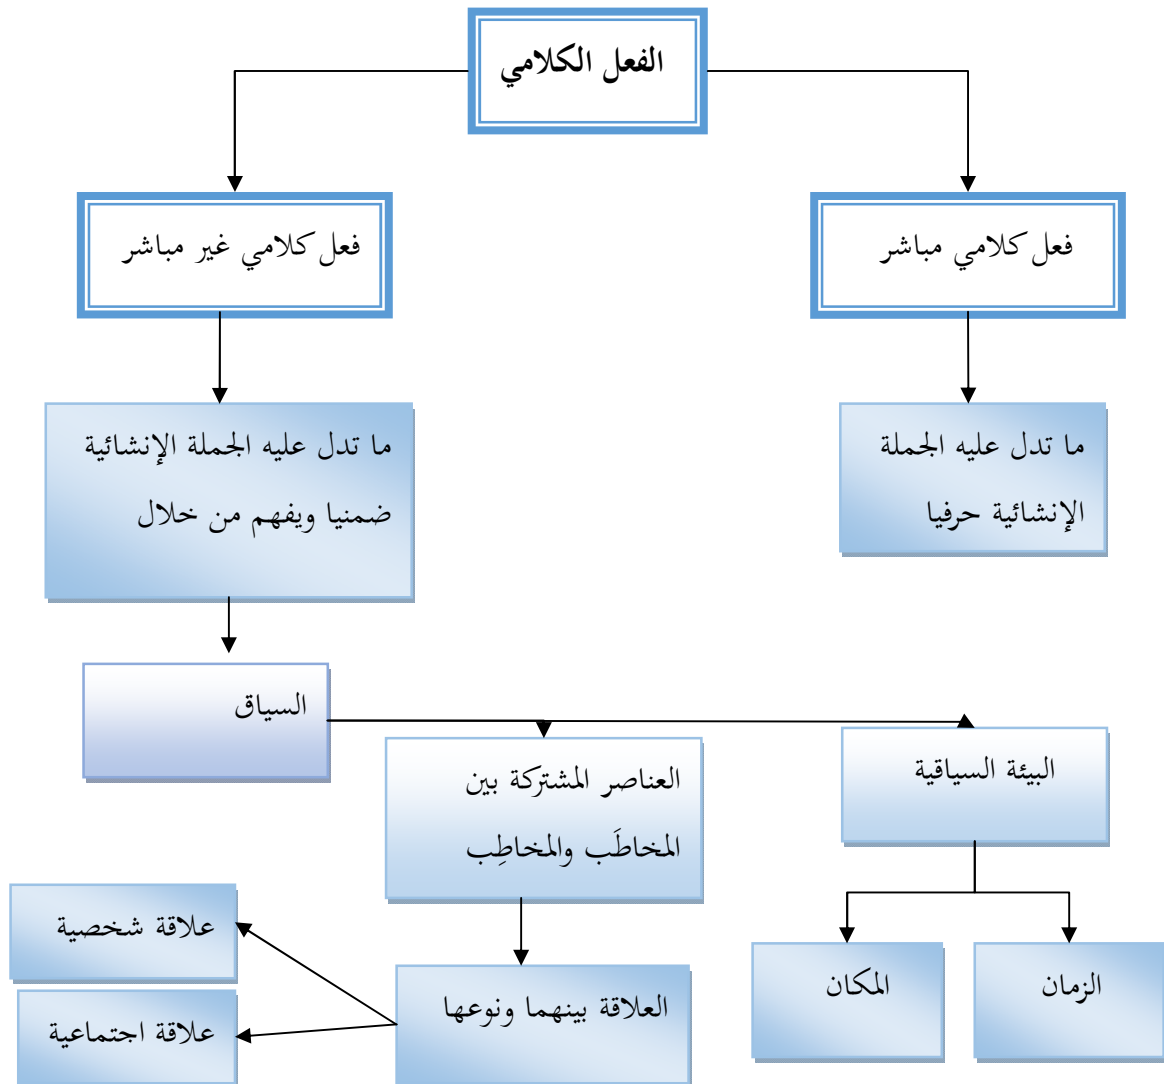 الفعل الكلامي
فعل كلامي مباشر
فعل كلامي غير مباشر
ما تدل عليه الجملة
الإنشائية حرفيا
ما تدل عليه الجملة الإنشائية
ضمنيا ويفهم من خلال
السياق
البيئة السياقية
العناصر المشتركة بين
المخاطَب والمخاطِب
الزمان
المكان
العلاقة بينهما ونوعها
علاقة شخصية
علاقة اجتماعية